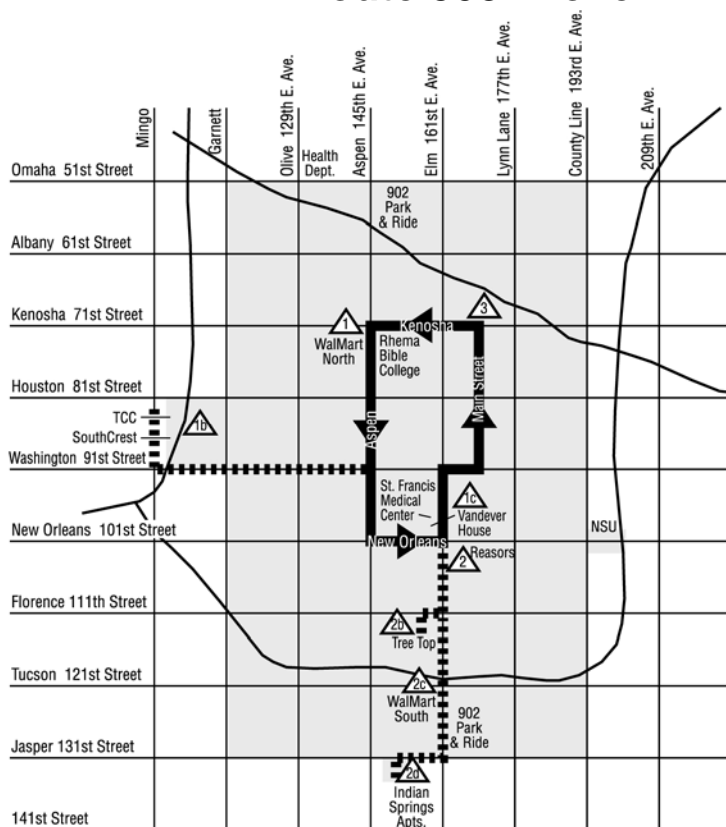 Mingo
Garnett
Olive 129th E. Ave.
Aspen 145th E. Ave.
Elm 161st E. Ave.
Lynn Lane 177th E. Ave.
County Line 193rd E. Ave.
209th E. Ave.
Health
Dept.
Omaha 51st Street
902
Park
& Ride
Albany 61st Street
Kenosha 71st Street
1
WalMart
North
Kenosha
3
Rhema
Bible
College
Houston 81st Street
Main Street
Aspen
TCC
SouthCrest
1b
Washington 91st Street
St. Francis
Medical
Center
1c
Vandever
House
New Orleans 101st Street
New Orleans
NSU
2
Reasors
Florence 111th Street
2b
Tree Top
Tucson 121st Street
2c
WalMart
South
902
Park
& Ride
Jasper 131st Street
2d
Indian
Springs
Apts.
141st Street